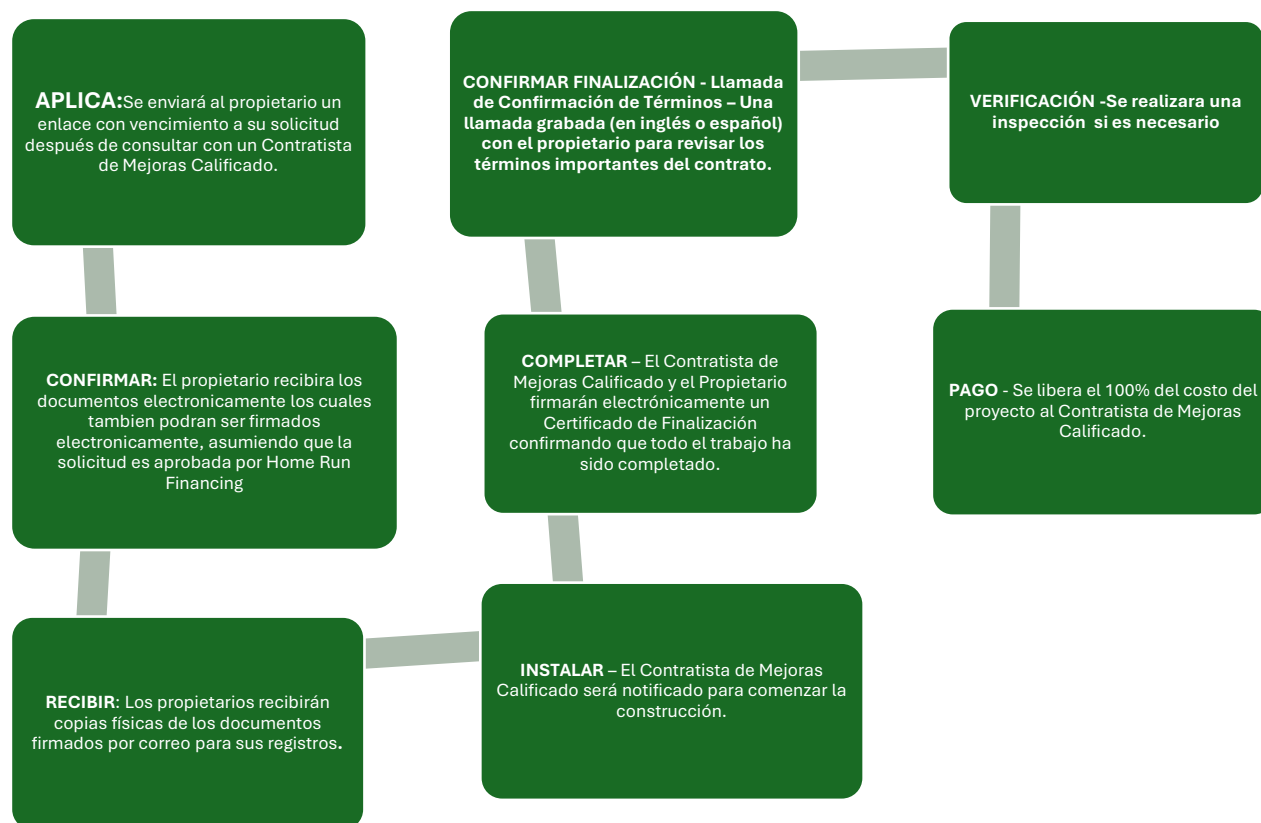 APLICA:Se enviará al propietario un
enlace con vencimiento a su solicitud
después de consultar con un Contratista
de Mejoras Calificado.
CONFIRMAR: El propietario recibira los
documentos electronicamente los cuales
tambien podran ser firmados
electronicamente, asumiendo que la
solicitud es aprobada por Home Run
Financing
RECIBIR: Los propietarios recibirán
copias físicas de los documentos
firmados por correo para sus registros.
INSTALAR – El Contratista de Mejoras
Calificado será notificado para comenzar la
construcción.
COMPLETAR – El Contratista de
Mejoras Calificado y el Propietario
firmarán electrónicamente un
Certificado de Finalización
confirmando que todo el trabajo ha
sido completado.
CONFIRMAR FINALIZACIÓN - Llamada
de Confirmación de Términos – Una
llamada grabada (en inglés o español)
con el propietario para revisar los
términos importantes del contrato.
VERIFICACIÓN -Se realizara una
inspección si es necesario
PAGO - Se libera el 100% del costo del
proyecto al Contratista de Mejoras
Calificado.